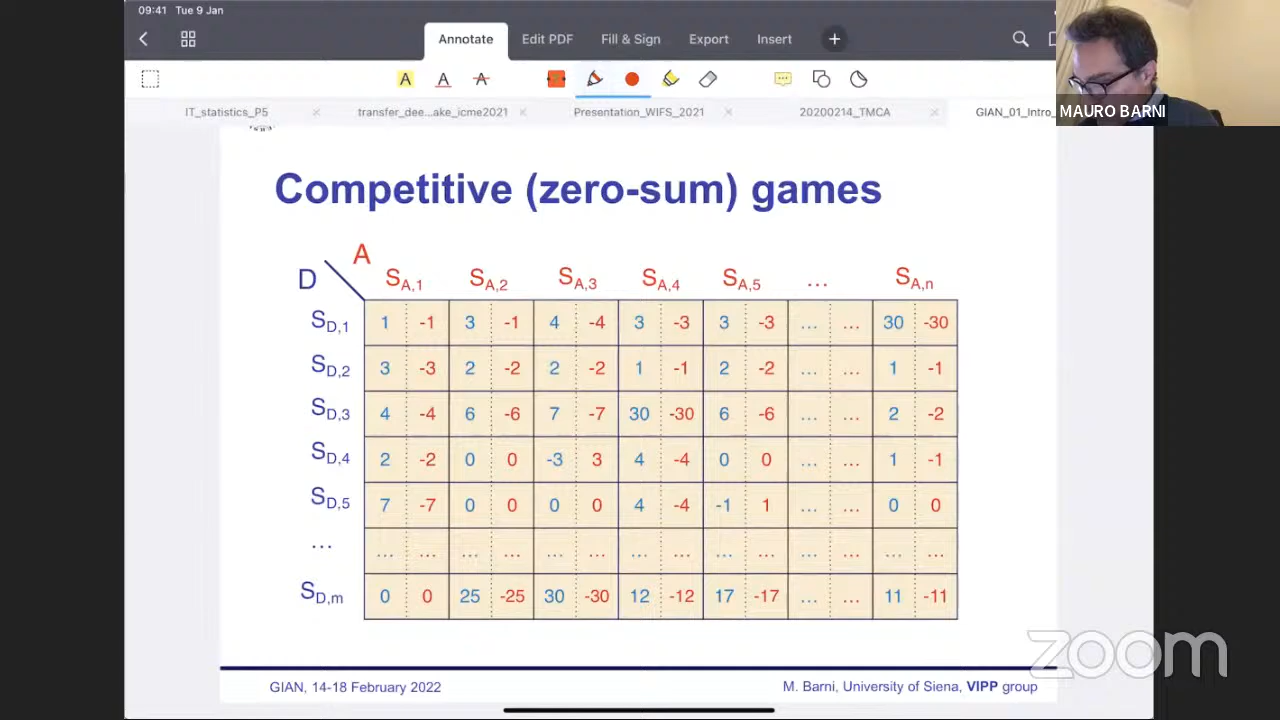 09:41 Tue 9 Jan
Annotate Edit PDF Fill & Sign Export Insert
A A A
IT_statistics_P5 transfer_dee...ake_icme2021 Presentation_WIFS_2021 20200214_TMCA GIAN_01_Intro_
MAURO BARNI
Competitive (zero-sum) games
D A SA,1 SA,2 SA,3 SA,4 SA,5 ... SA,n
SD,1 1 -1 3 -1 4 -4 3 -3 3 -3 ... ... 30 -30
SD,2 3 -3 2 -2 2 -2 1 -1 2 -2 ... ... 1 -1
SD,3 4 -4 6 -6 7 -7 30 -30 6 -6 ... ... 2 -2
SD,4 2 -2 0 0 -3 3 4 -4 0 0 ... ... 1 -1
SD,5 7 -7 0 0 0 0 4 -4 -1 1 ... ... 0 0
... ... ... ... ... ... ... ... ... ... ... ... ... ... ...
SD,m 0 0 25 -25 30 -30 12 -12 17 -17 ... ... 11 -11
zoom
GIAN, 14-18 February 2022 M. Barni, University of Siena, VIPP group